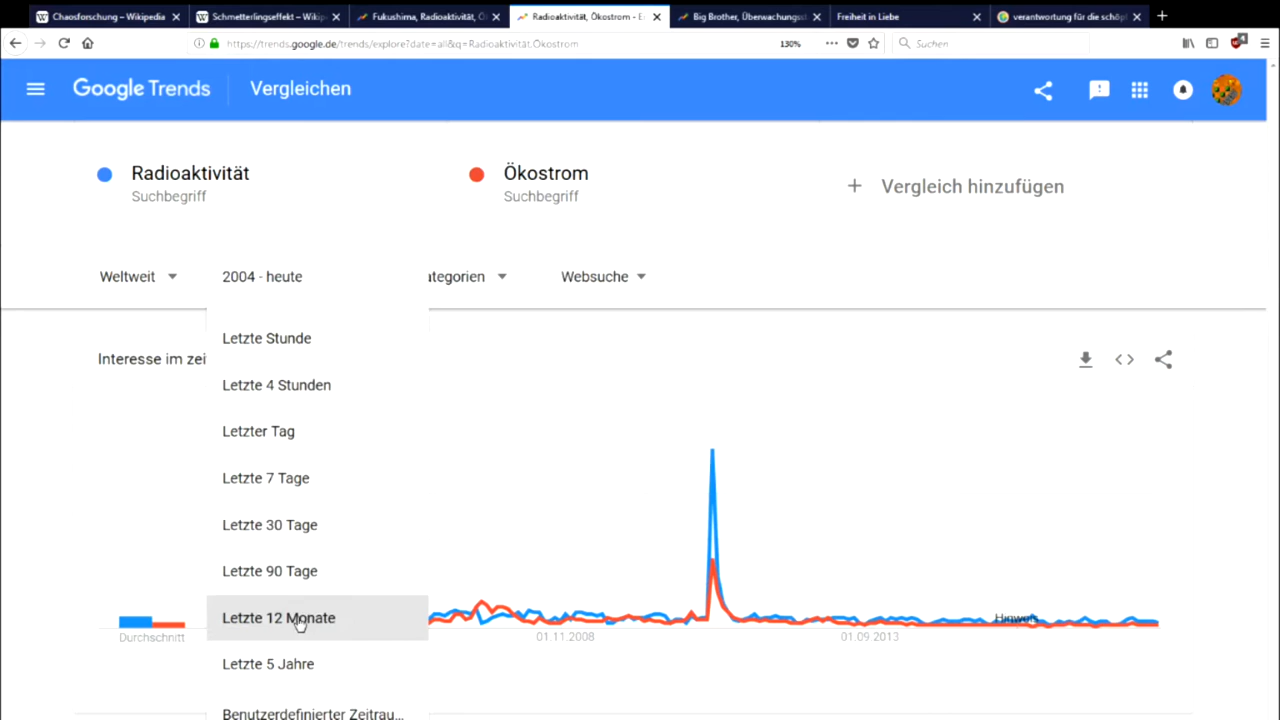 Chaosforschung – Wikipedia
Schmetterlingseffekt – Wikip
Fukushima, Radioaktivität, Ö
Radioaktivität, Ökostrom - E
Big Brother, Überwachungs
Freiheit in Liebe
verantwortung für die schöpf
https://trends.google.de/trends/explore?date=all&q=Radioaktivität,Ökostrom
130%
Suchen
4
Google Trends
Vergleichen
Radioaktivität
Suchbegriff
Ökostrom
Suchbegriff
+ Vergleich hinzufügen
Weltweit
2004 - heute
ategorien
Websuche
Letzte Stunde
Interesse im zei
Letzte 4 Stunden
Letzter Tag
Letzte 7 Tage
Letzte 30 Tage
Letzte 90 Tage
Letzte 12 Monate
Hinweis
Durchschnitt
01.11.2008
01.09.2013
Letzte 5 Jahre
Benutzerdefinierter Zeitrau...